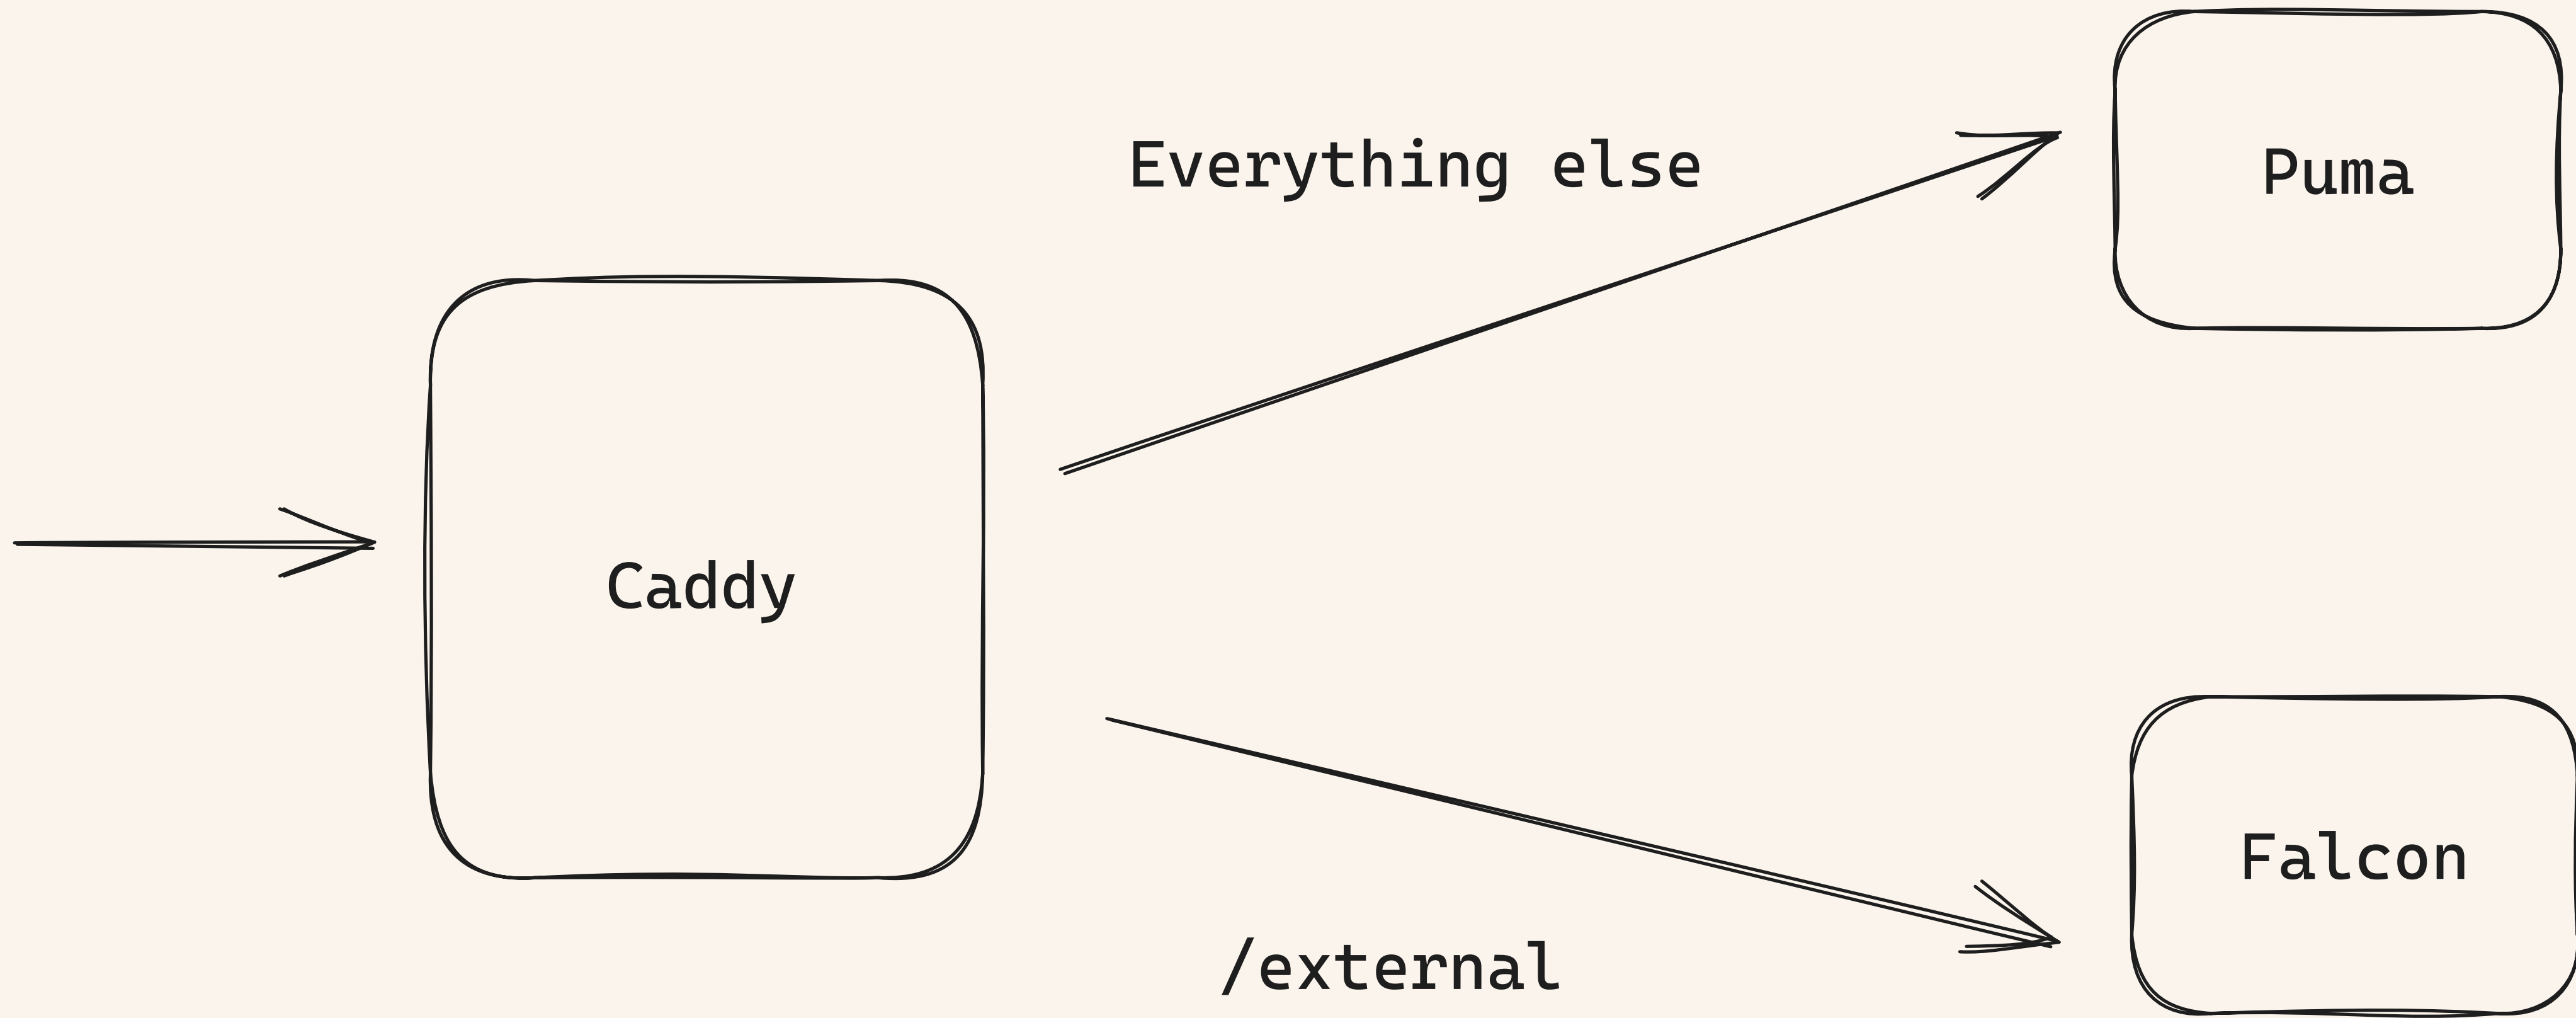 Everything else
Puma
Caddy
Falcon
/external